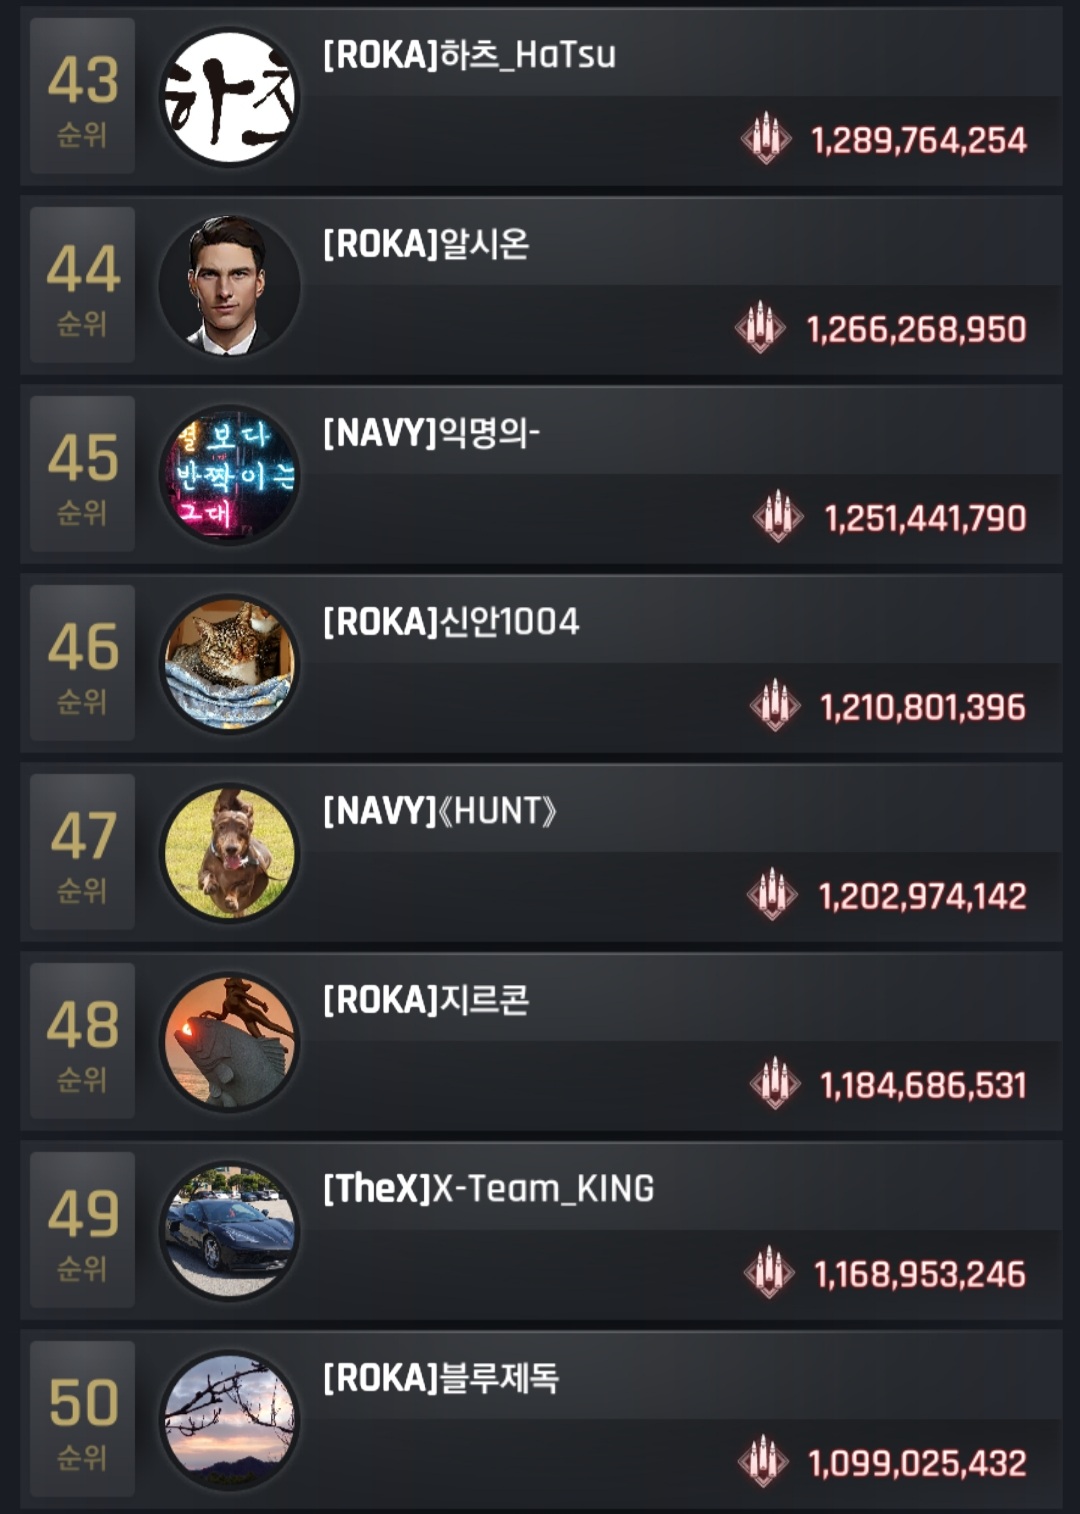 43
순위
하츠
[ROKA]하츠_HaTsu
1,289,764,254
44
순위
[ROKA]알시온
1,266,268,950
45
순위
별 보다
반짝이는
그대
[NAVY]익명의-
1,251,441,790
46
순위
[ROKA]신안1004
1,210,801,396
47
순위
[NAVY]《HUNT》
1,202,974,142
48
순위
[ROKA]지르콘
1,184,686,531
49
순위
[TheX]X-Team_KING
1,168,953,246
50
순위
[ROKA]블루제독
1,099,025,432